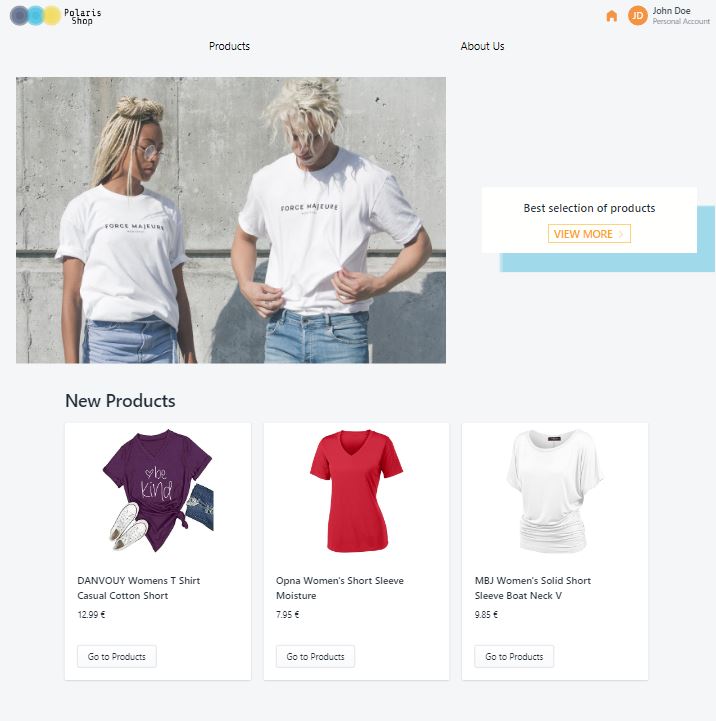 Polaris
Shop
JD
John Doe
Personal Account
Products
About Us
FORCE MAJEURE
FORCE MAJEURE
Best selection of products
VIEW MORE
New Products
be
kind
DANVOUY Womens T Shirt
Casual Cotton Short
12.99 €
Go to Products
Opna Women's Short Sleeve
Moisture
7.95 €
Go to Products
MBJ Women's Solid Short
Sleeve Boat Neck V
9.85 €
Go to Products